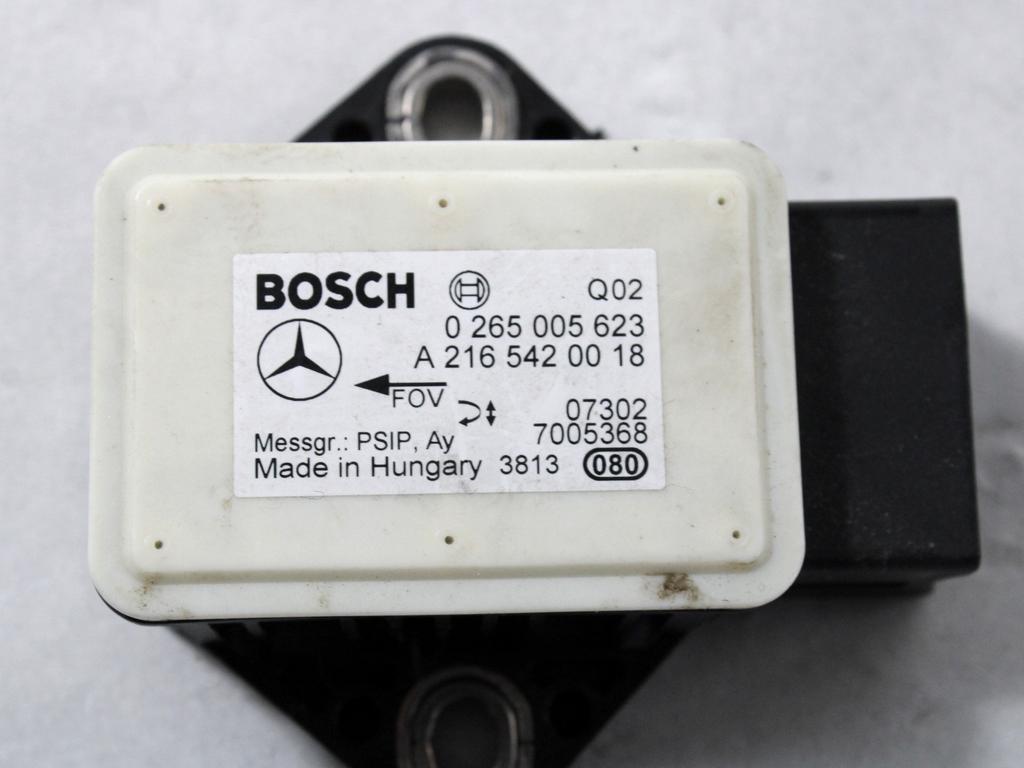 BOSCH Q02
0 265 005 623
A 216 542 00 18
FOV
07302
Messgr.: PSIP, Ay 7005368
Made in Hungary 3813 080